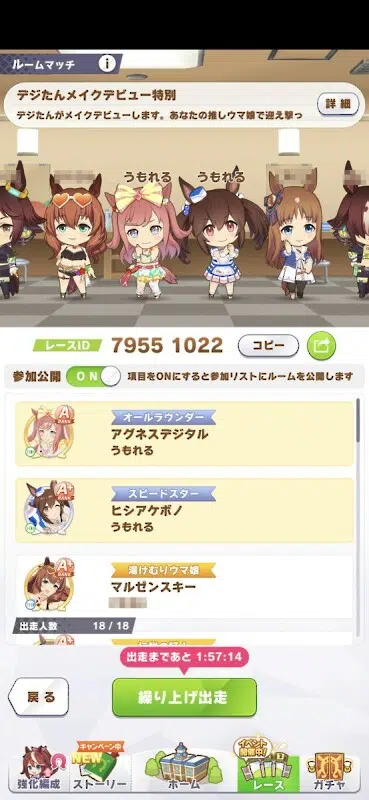 ルームマッチ i
デジたんメイクデビュー特別
デジたんがメイクデビューします。あなたの推しウマ娘で迎え撃っ
詳細
うもれる
うもれる
レースID 7955 1022 コピー
参加公開 ON 項目をONにすると参加リストにルームを公開します
A+ RANK
オールラウンダー
アグネスデジタル
うもれる
A+ RANK
スピードスター
ヒシアケボノ
うもれる
A+ RANK
湯けむりウマ娘
マルゼンスキー
出走人数 18 / 18
出走まであと 1:57:14
戻る
繰り上げ出走
強化編成
キャンペーン中
NEW
ストーリー
ホーム
イベント開催中!
レース
ガチャ